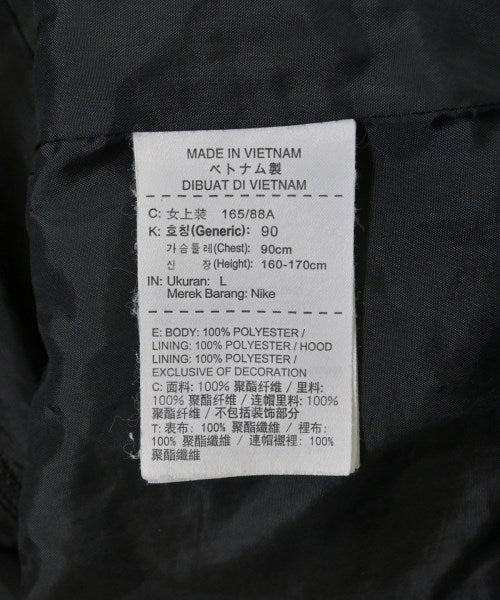 MADE IN VIETNAM
ベトナム製
DIBUAT DI VIETNAM
C: 女上装 165/88A
K: 호칭(Generic): 90
가슴둘레(Chest): 90cm
신 장(Height): 160-170cm
IN: Ukuran: L
Merek Barang: Nike
E: BODY: 100% POLYESTER /
LINING: 100% POLYESTER / HOOD
LINING: 100% POLYESTER /
EXCLUSIVE OF DECORATION
C: 面料: 100% 聚酯纤维 / 里料:
100% 聚酯纤维 / 连帽里料: 100%
聚酯纤维 / 不包括装饰部分
T: 表布: 100% 聚酯纖維 / 裡布:
100% 聚酯纖維 / 連帽襯裡: 100%
聚酯纖維